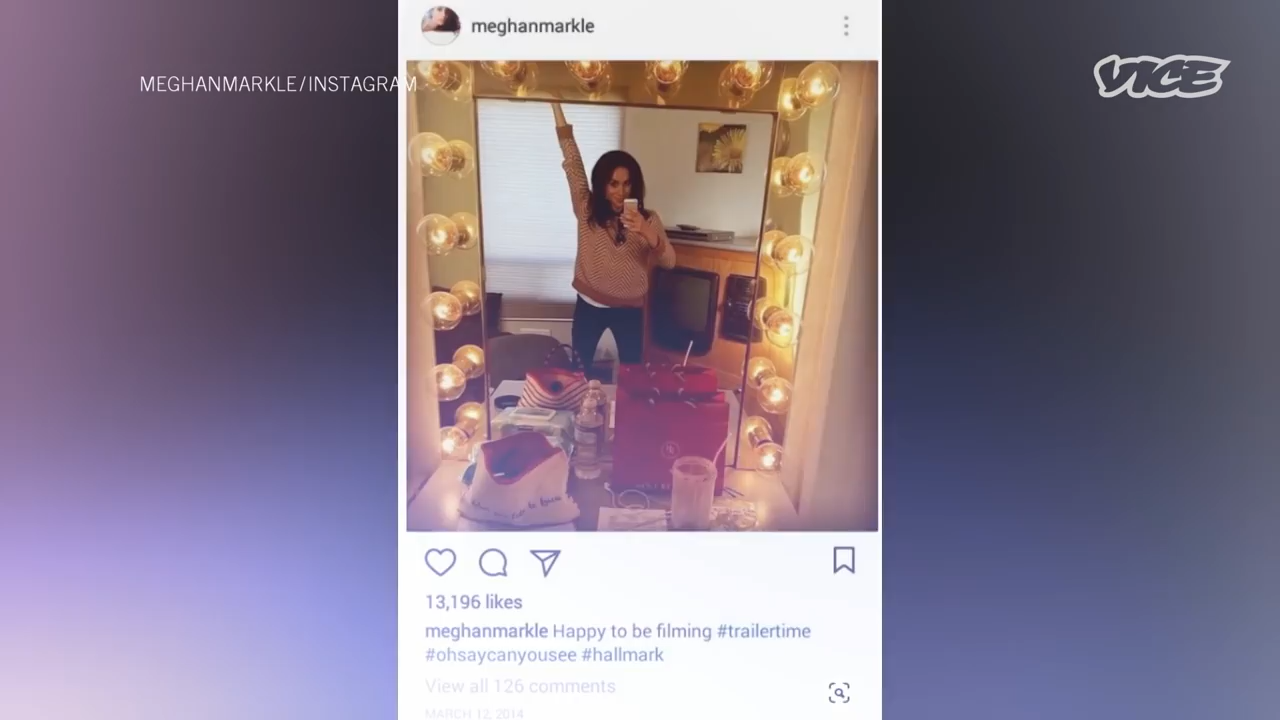 meghanmarkle
MEGHANMARKLE/INSTAGRAM
VICE
13,196 likes
meghanmarkle Happy to be filming #trailertime
#ohsaycanyousee #hallmark
View all 126 comments
MARCH 12, 2014